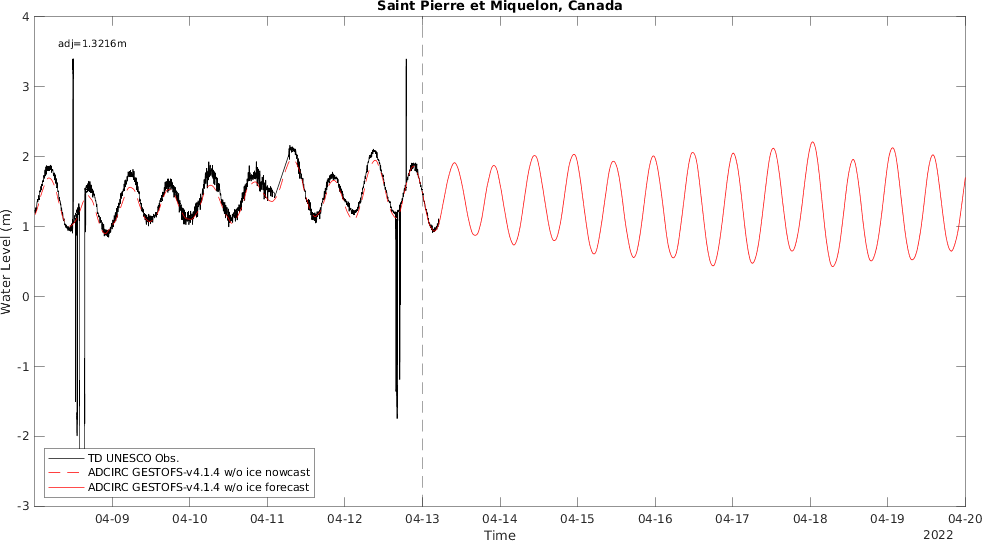 Saint Pierre et Miquelon, Canada
adj=1.3216m
4
3
2
1
0
-1
-2
-3
Water Level (m)
TD UNESCO Obs.
ADCIRC GESTOFS-v4.1.4 w/o ice nowcast
ADCIRC GESTOFS-v4.1.4 w/o ice forecast
04-09 04-10 04-11 04-12 04-13 04-14 04-15 04-16 04-17 04-18 04-19 04-20
Time
2022